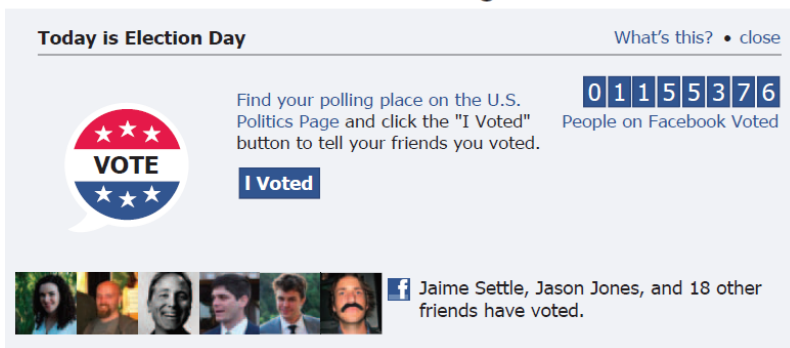 Today is Election Day
What's this? • close
Find your polling place on the U.S.
Politics Page and click the "I Voted"
button to tell your friends you voted.
0 1 1 5 5 3 7 6
People on Facebook Voted
VOTE
I Voted
f
Jaime Settle, Jason Jones, and 18 other
friends have voted.